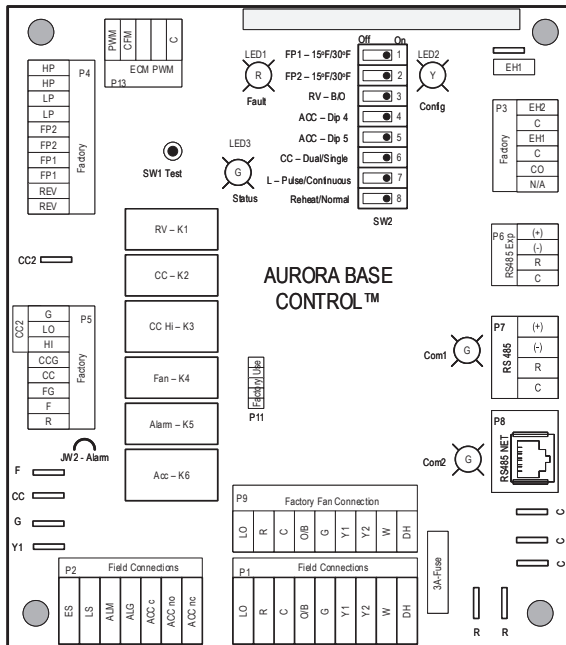 PWM
CFM
C
ECM PWM
P13
P4
HP
HP
LP
LP
FP2
FP2
FP1
FP1
REV
REV
Factory
SW1 Test
LED1
R
Fault
LED3
G
Status
Off
On
FP1 – 15ºF/30ºF
1
FP2 – 15ºF/30ºF
2
RV – B/O
3
ACC – Dip 4
4
ACC – Dip 5
5
CC – Dual/Single
6
L – Pulse/Continuous
7
Reheat/Normal
8
SW2
LED2
Y
Config
EH1
P3
EH2
C
EH1
C
CO
N/A
Factory
P6
RS485 Exp
(+)
(-)
R
C
AURORA BASE
CONTROL™
RV – K1
CC – K2
CC Hi – K3
Fan – K4
Alarm – K5
Acc – K6
CC2
CC2
P5
G
LO
HI
CCG
CC
FG
F
R
Factory
JW2 - Alarm
F
CC
G
Y1
Factory Use
P11
Com1
G
P7
RS 485
(+)
(-)
R
C
Com2
G
P8
RS485 NET
P9
Factory Fan Connection
LO
R
C
O/B
G
Y1
Y2
W
DH
P2
Field Connections
ES
LS
ALM
ALG
ACC c
ACC no
ACC nc
P1
Field Connections
LO
R
C
O/B
G
Y1
Y2
W
DH
3A-Fuse
C
C
C
R
R